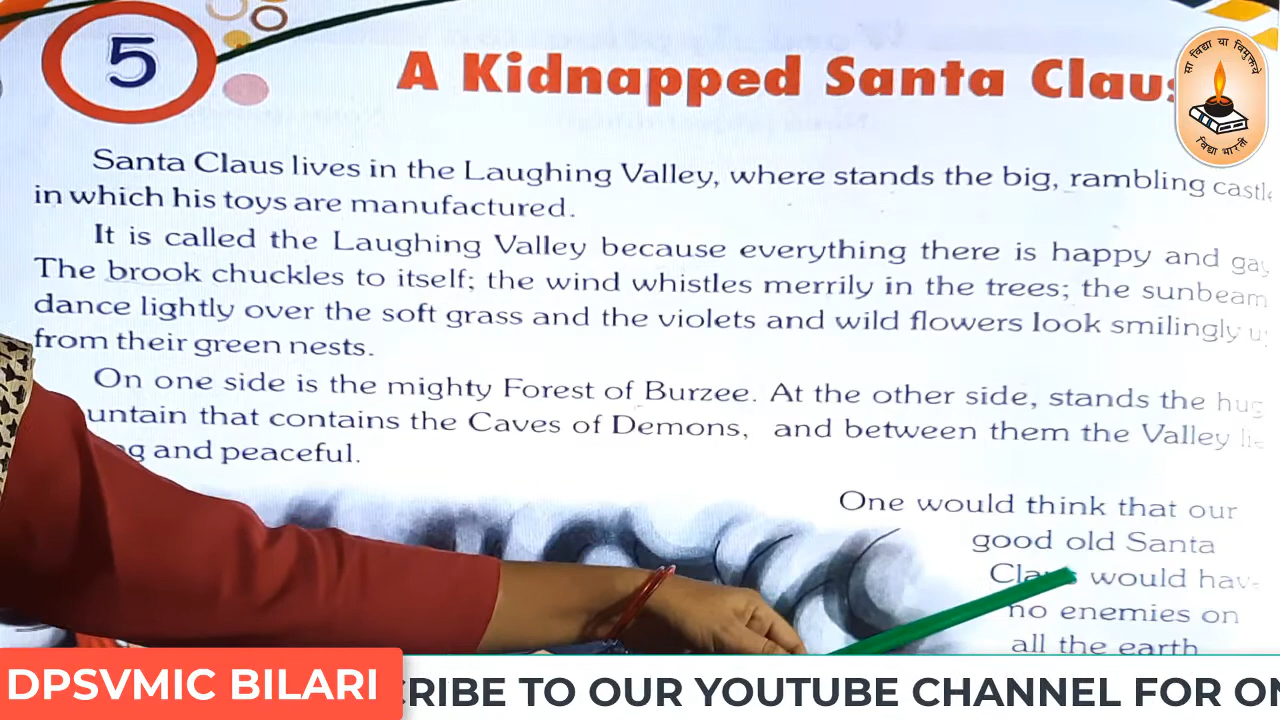 5
A Kidnapped Santa Claus
सा विद्या या विमुक्तये
विद्या भारती
Santa Claus lives in the Laughing Valley, where stands the big, rambling castle
in which his toys are manufactured.
It is called the Laughing Valley because everything there is happy and gay
The brook chuckles to itself; the wind whistles merrily in the trees; the sunbeam
dance lightly over the soft grass and the violets and wild flowers look smilingly
from their green nests.
On one side is the mighty Forest of Burzee. At the other side, stands the
that contains the Caves of Demons, and between them the Valley
and peaceful.
One would think that our
good old Santa
would
no enemies on
all the earth
DPSVMIC BILARI
CRIBE TO OUR YOUTUBE CHANNEL FOR